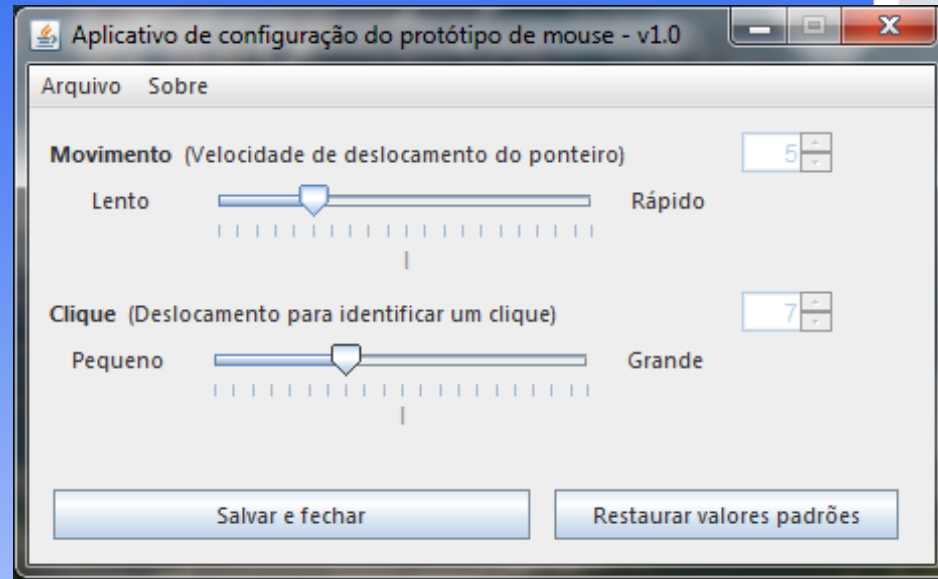 Aplicativo de configuração do protótipo de mouse - v1.0
Arquivo Sobre
Movimento (Velocidade de deslocamento do ponteiro) 5
Lento Rápido
Clique (Deslocamento para identificar um clique) 7
Pequeno Grande
Salvar e fechar Restaurar valores padrões